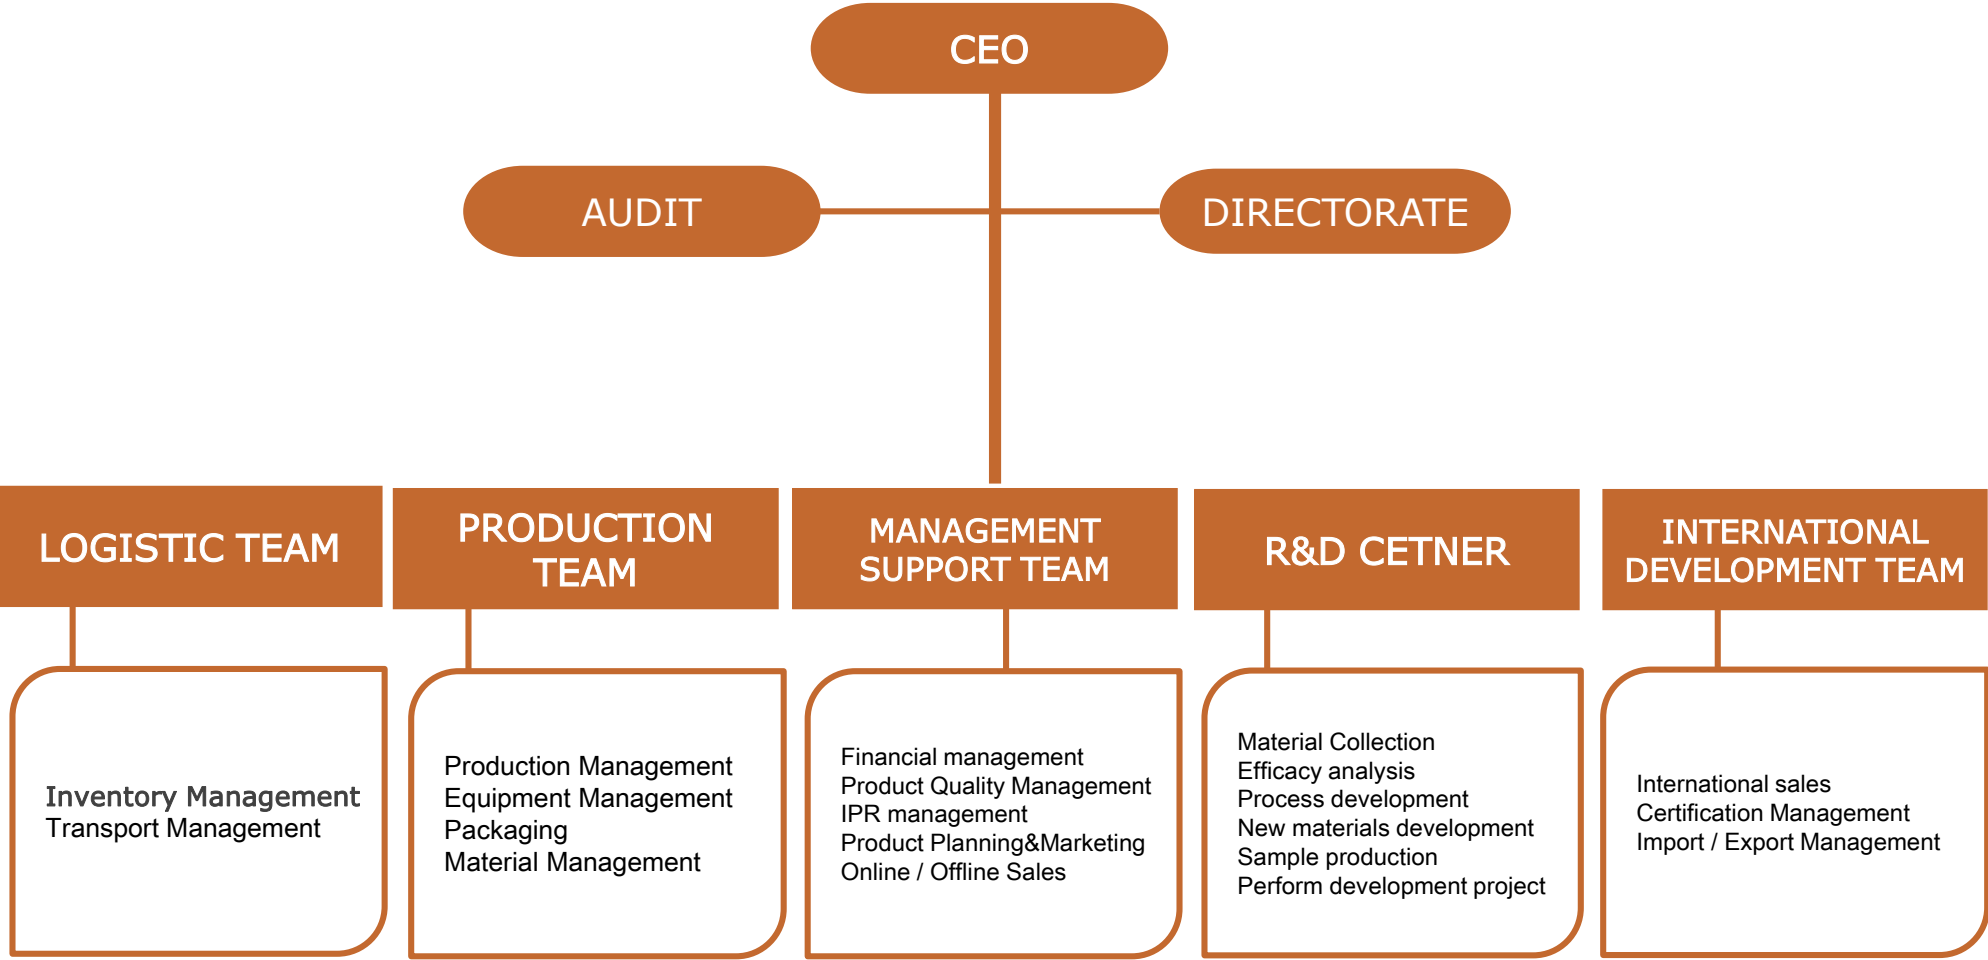 CEO
AUDIT
DIRECTORATE
LOGISTIC TEAM
PRODUCTION
TEAM
MANAGEMENT
SUPPORT TEAM
R&D CETNER
INTERNATIONAL
DEVELOPMENT TEAM
Inventory Management
Transport Management
Production Management
Equipment Management
Packaging
Material Management
Financial management
Product Quality Management
IPR management
Product Planning&Marketing
Online / Offline Sales
Material Collection
Efficacy analysis
Process development
New materials development
Sample production
Perform development project
International sales
Certification Management
Import / Export Management